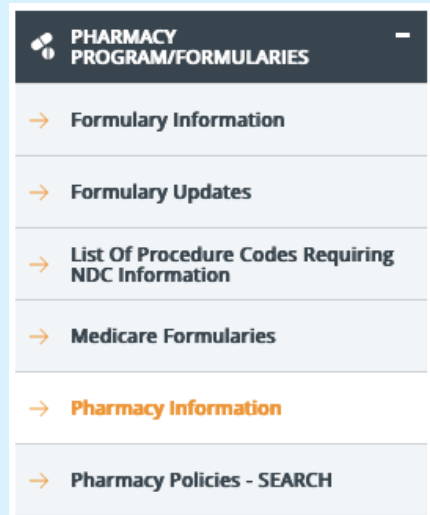 PHARMACY
PROGRAM/FORMULARIES
Formulary Information
Formulary Updates
List Of Procedure Codes Requiring
NDC Information
Medicare Formularies
Pharmacy Information
Pharmacy Policies - SEARCH